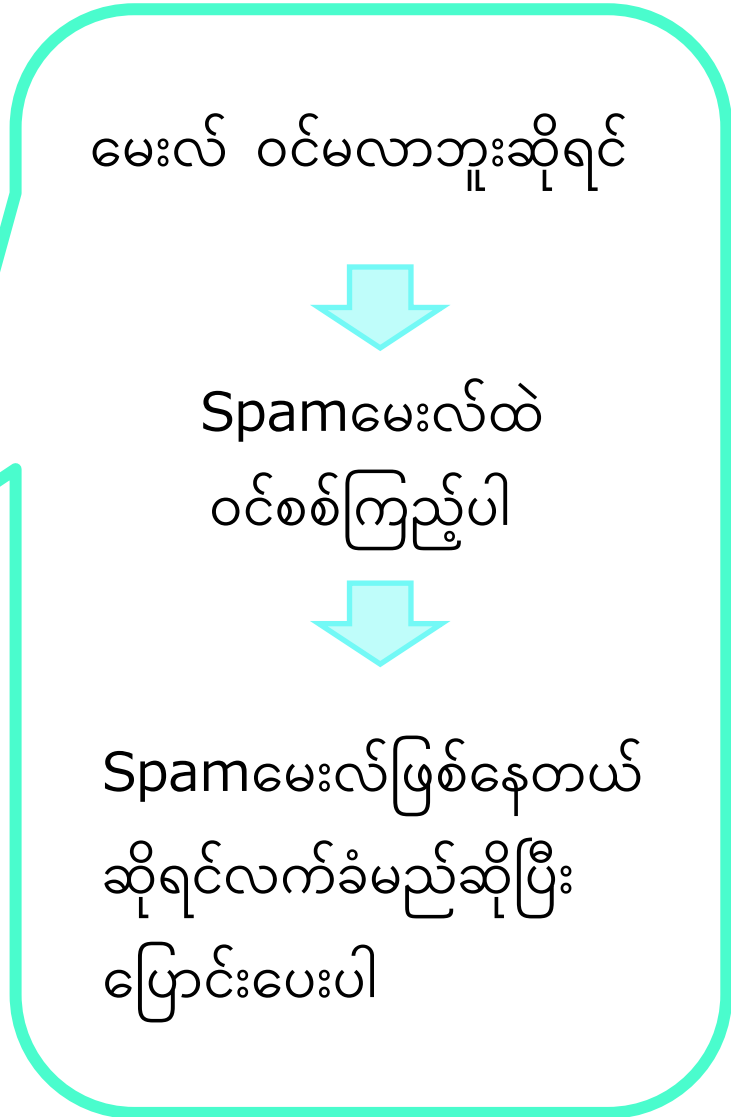 မေးလ် ဝင်မလာဘူးဆိုရင်
Spamမေးလ်ထဲ
ဝင်စစ်ကြည့်ပါ
Spamမေးလ်ဖြစ်နေတယ်
ဆိုရင်လက်ခံမည်ဆိုပြီး
ပြောင်းပေးပါ